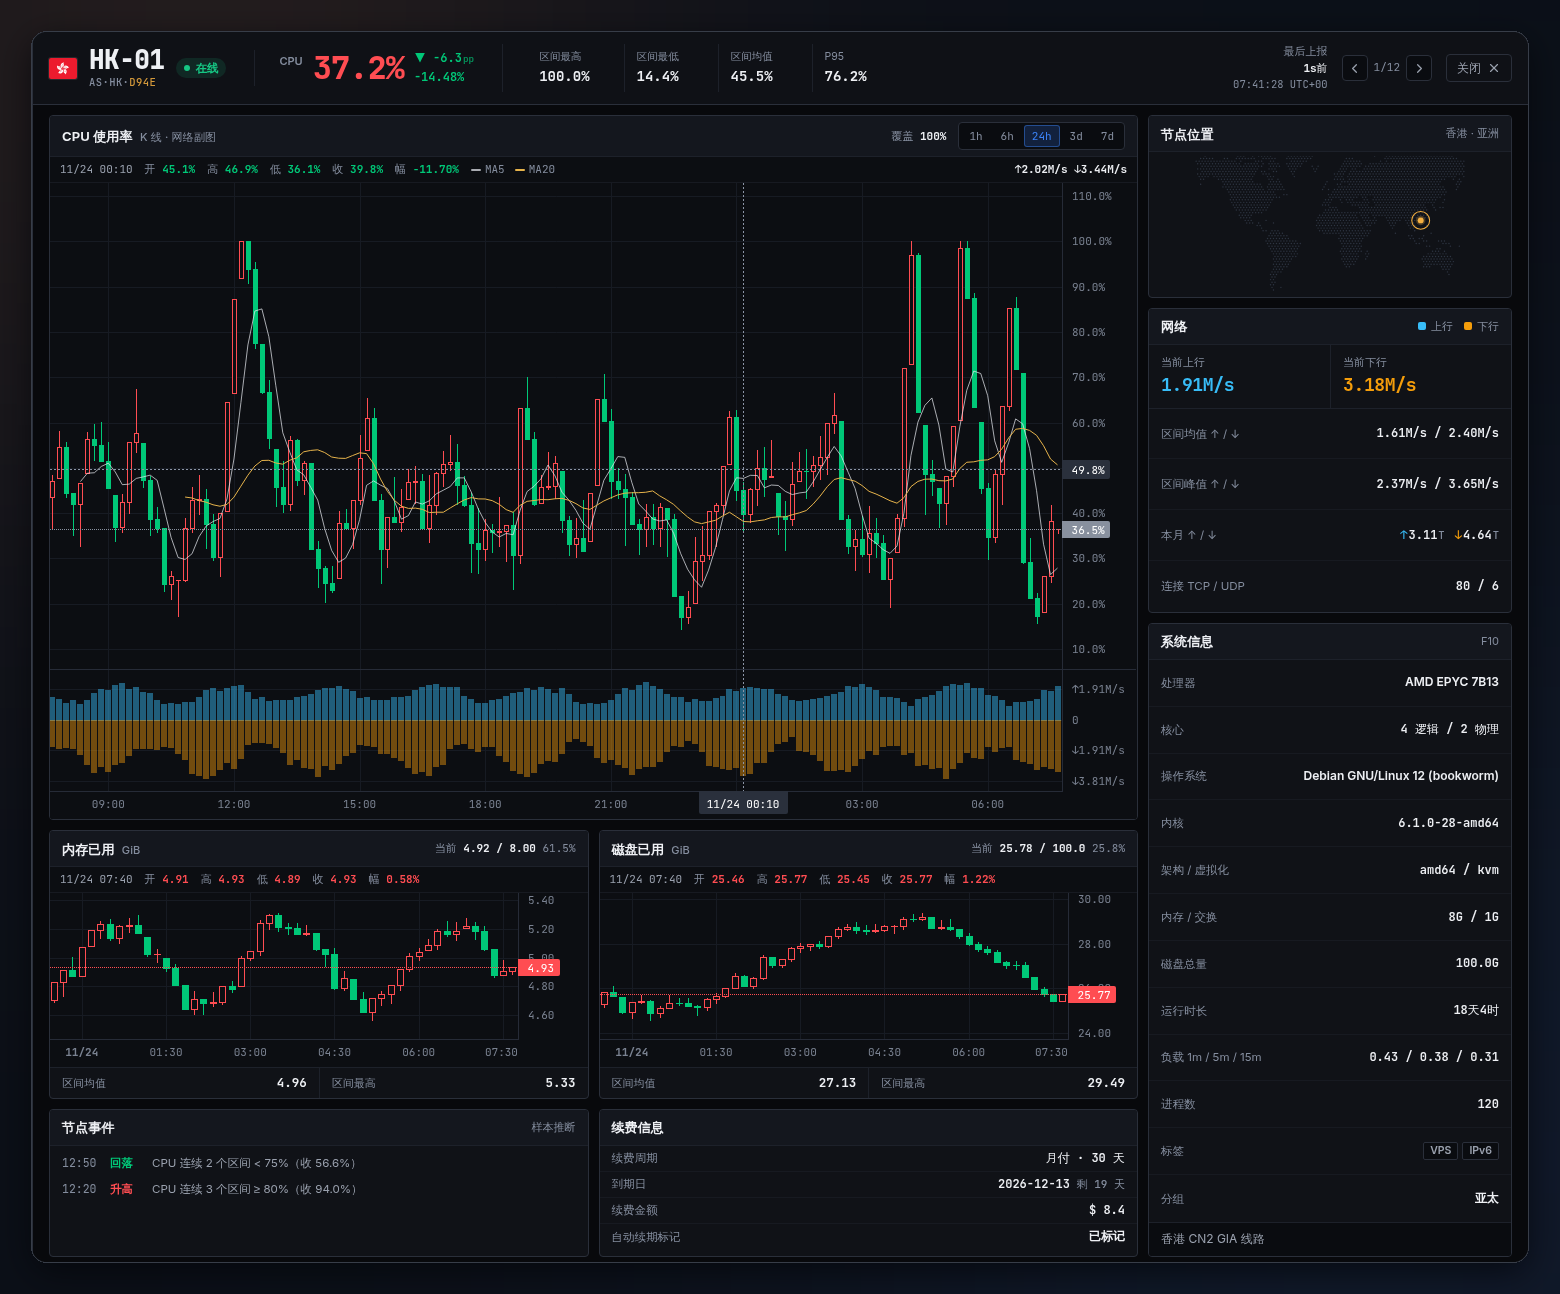 HK-01
AS·HK·D94E
在线
CPU 37.2% ▼ -6.3pp
-14.48%
区间最高
100.0%
区间最低
14.4%
区间均值
45.5%
P95
76.2%
最后上报
1s前
07:41:28 UTC+00
1/12
关闭 ×
CPU 使用率 K 线 · 网络副图
覆盖 100% 1h 6h 24h 3d 7d
11/24 00:10 开 45.1% 高 46.9% 低 36.1% 收 39.8% 幅 -11.70% MA5 MA20
↑2.02M/s ↓3.44M/s
110.0%
100.0%
90.0%
80.0%
70.0%
60.0%
49.8%
40.0%
36.5%
30.0%
20.0%
10.0%
↑1.91M/s
0
↓1.91M/s
↓3.81M/s
09:00 12:00 15:00 18:00 21:00 11/24 00:10 03:00 06:00
内存已用 GiB
当前 4.92 / 8.00 61.5%
11/24 07:40 开 4.91 高 4.93 低 4.89 收 4.93 幅 0.58%
5.40
5.20
4.93
4.80
4.60
11/24 01:30 03:00 04:30 06:00 07:30
区间均值 4.96
区间最高 5.33
磁盘已用 GiB
当前 25.78 / 100.0 25.8%
11/24 07:40 开 25.46 高 25.77 低 25.45 收 25.77 幅 1.22%
30.00
28.00
25.77
24.00
11/24 01:30 03:00 04:30 06:00 07:30
区间均值 27.13
区间最高 29.49
节点事件 样本推断
12:50 回落 CPU 连续 2 个区间 < 75%（收 56.6%）
12:20 升高 CPU 连续 3 个区间 ≥ 80%（收 94.0%）
续费信息
续费周期 月付 · 30 天
到期日 2026-12-13 剩 19 天
续费金额 $ 8.4
自动续期标记 已标记
节点位置 香港 · 亚洲
网络 上行 下行
当前上行
1.91M/s
当前下行
3.18M/s
区间均值 ↑ / ↓ 1.61M/s / 2.40M/s
区间峰值 ↑ / ↓ 2.37M/s / 3.65M/s
本月 ↑ / ↓ ↑3.11T ↓4.64T
连接 TCP / UDP 80 / 6
系统信息 F10
处理器 AMD EPYC 7B13
核心 4 逻辑 / 2 物理
操作系统 Debian GNU/Linux 12 (bookworm)
内核 6.1.0-28-amd64
架构 / 虚拟化 amd64 / kvm
内存 / 交换 8G / 1G
磁盘总量 100.0G
运行时长 18天4时
负载 1m / 5m / 15m 0.43 / 0.38 / 0.31
进程数 120
标签 VPS IPv6
分组 亚太
香港 CN2 GIA 线路